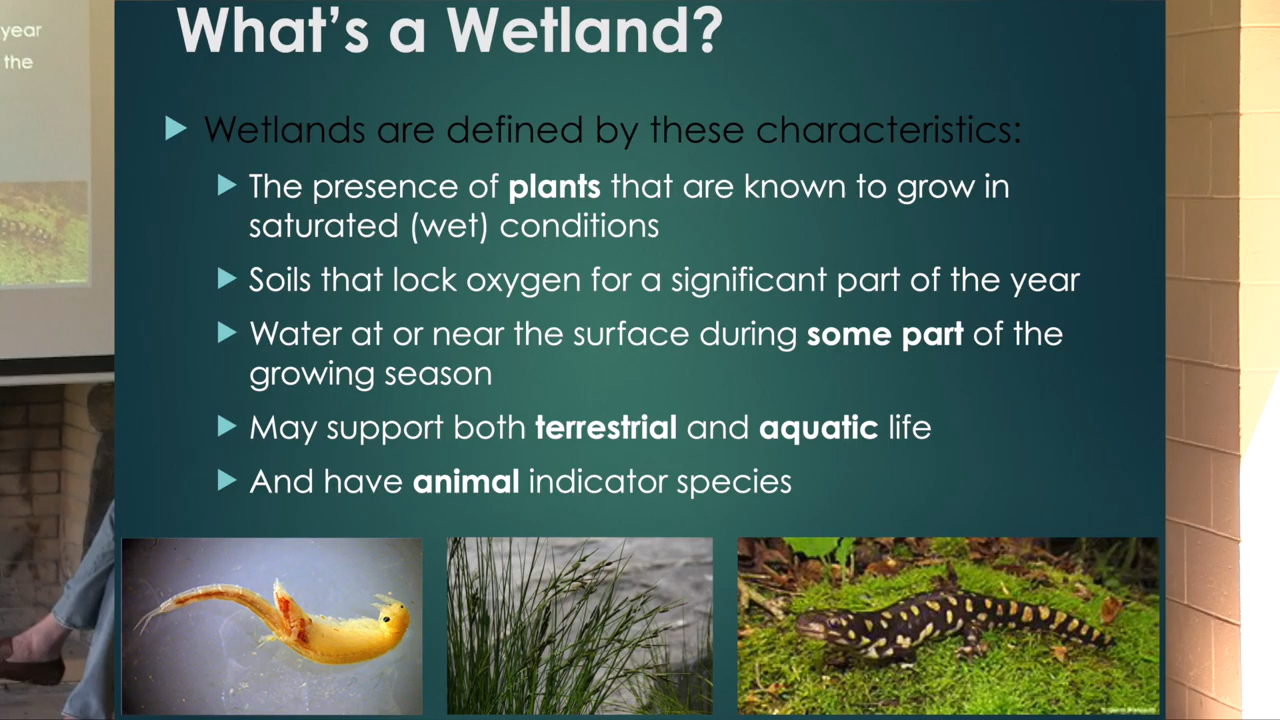 year
the
What's a Wetland?
Wetlands are defined by these characteristics:
The presence of plants that are known to grow in
saturated (wet) conditions
Soils that lock oxygen for a significant part of the year
Water at or near the surface during some part of the
growing season
May support both terrestrial and aquatic life
And have animal indicator species